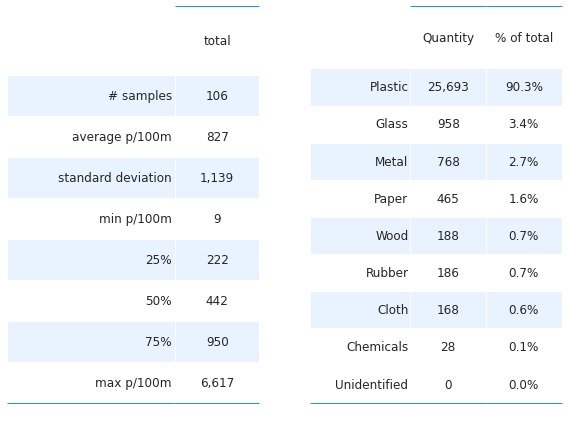 total
# samples 106
average p/100m 827
standard deviation 1,139
min p/100m 9
25% 222
50% 442
75% 950
max p/100m 6,617
Quantity % of total
Plastic 25,693 90.3%
Glass 958 3.4%
Metal 768 2.7%
Paper 465 1.6%
Wood 188 0.7%
Rubber 186 0.7%
Cloth 168 0.6%
Chemicals 28 0.1%
Unidentified 0 0.0%